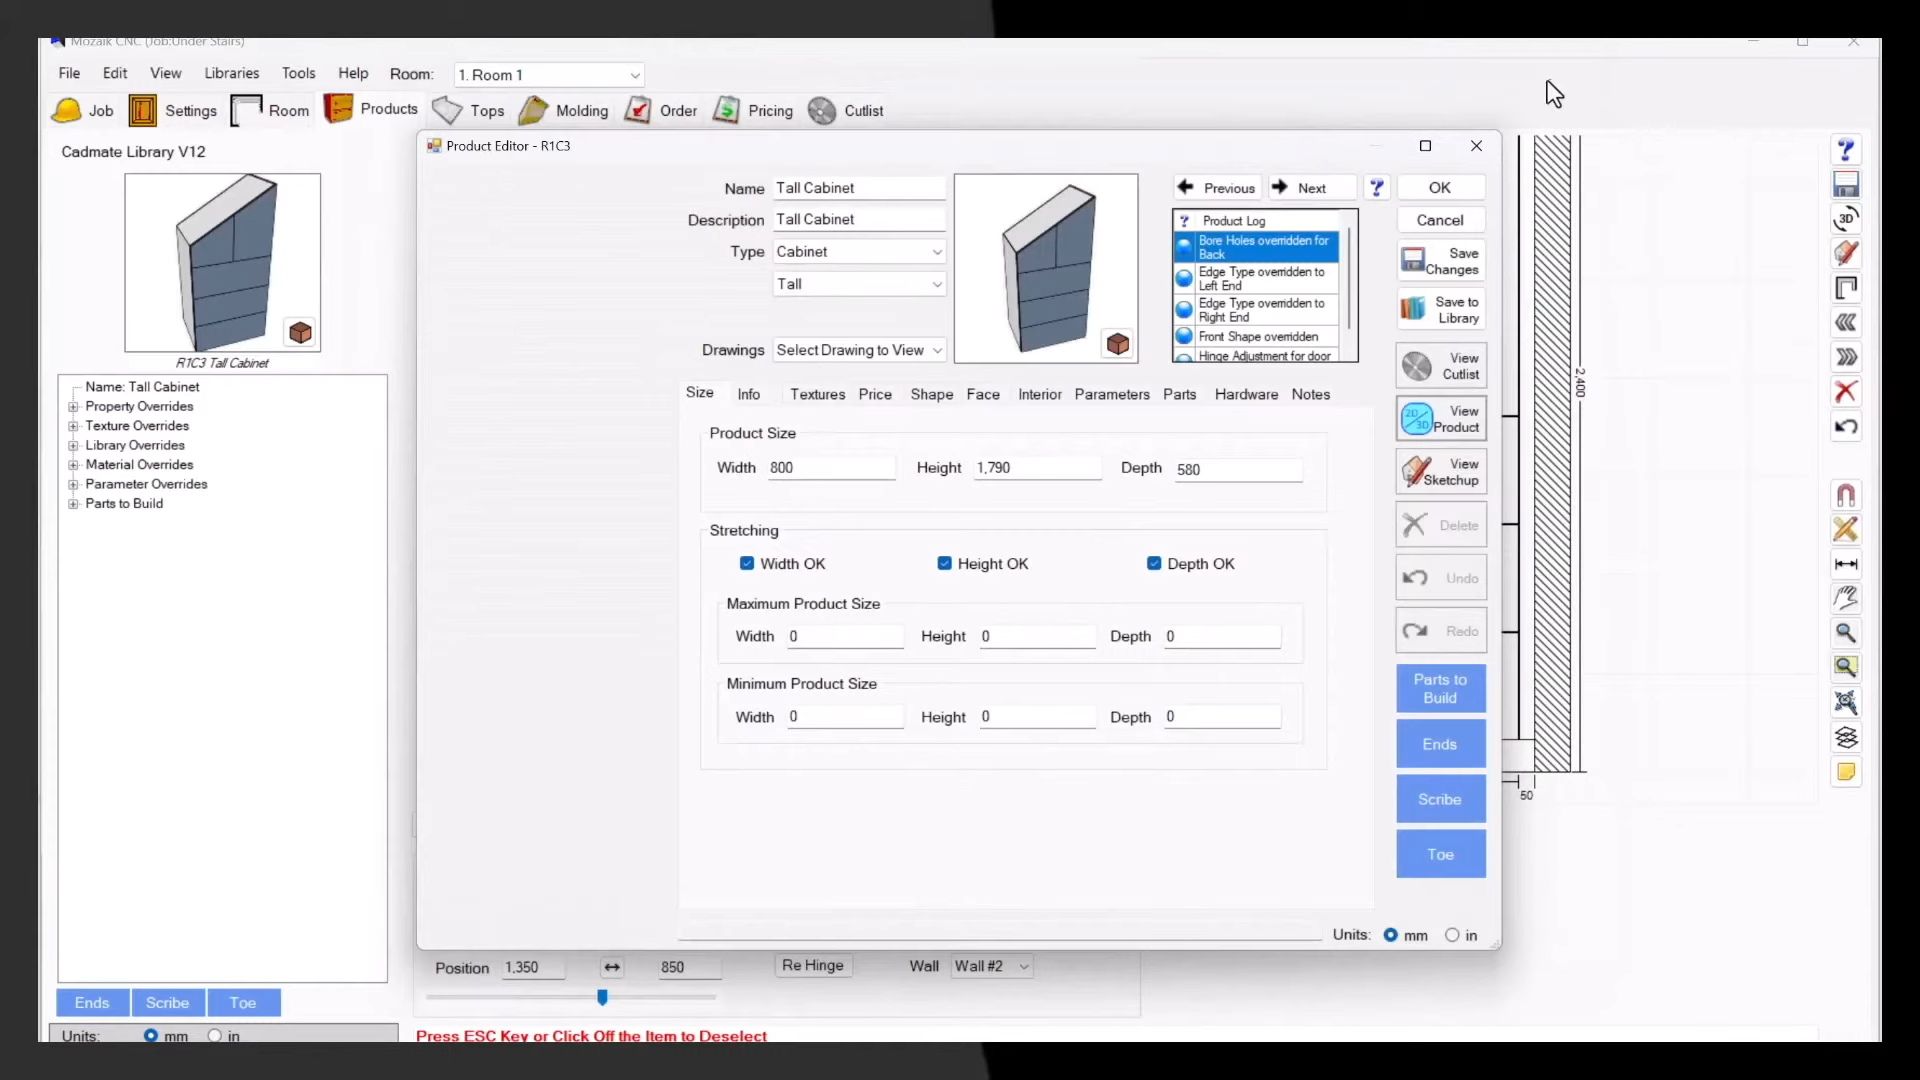 Mozaik CNC (Job:Under Stairs)
File Edit View Libraries Tools Help Room: 1. Room 1
Job Settings Room Products Tops Molding Order Pricing Cutlist
Cadmate Library V12
R1C3 Tall Cabinet
Name: Tall Cabinet
Property Overrides
Texture Overrides
Library Overrides
Material Overrides
Parameter Overrides
Parts to Build
Ends Scribe Toe
Units: mm in
Product Editor - R1C3
Name Tall Cabinet
Description Tall Cabinet
Type Cabinet
Tall
Drawings Select Drawing to View
Previous Next ? OK
? Product Log
Bore Holes overridden for
Back
Edge Type overridden to
Left End
Edge Type overridden to
Right End
Front Shape overridden
Hinge Adjustment for door
Cancel
Save
Changes
Save to
Library
View
Cutlist
2D/3D
View
Product
View
Sketchup
Delete
Undo
Redo
Parts to
Build
Ends
Scribe
Toe
Size Info Textures Price Shape Face Interior Parameters Parts Hardware Notes
Product Size
Width 800 Height 1,790 Depth 580
Stretching
Width OK Height OK Depth OK
Maximum Product Size
Width 0 Height 0 Depth 0
Minimum Product Size
Width 0 Height 0 Depth 0
Units: mm in
Position 1,350 850 Re Hinge Wall Wall #2
Press ESC Key or Click Off the Item to Deselect
2,400
50
?
3D